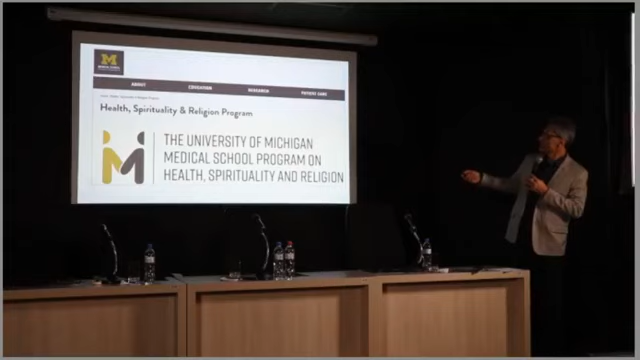 M
ABOUT
EDUCATION
RESEARCH
PATIENT CARE
Health, Spirituality & Religion Program
THE UNIVERSITY OF MICHIGAN
MEDICAL SCHOOL PROGRAM ON
HEALTH, SPIRITUALITY AND RELIGION